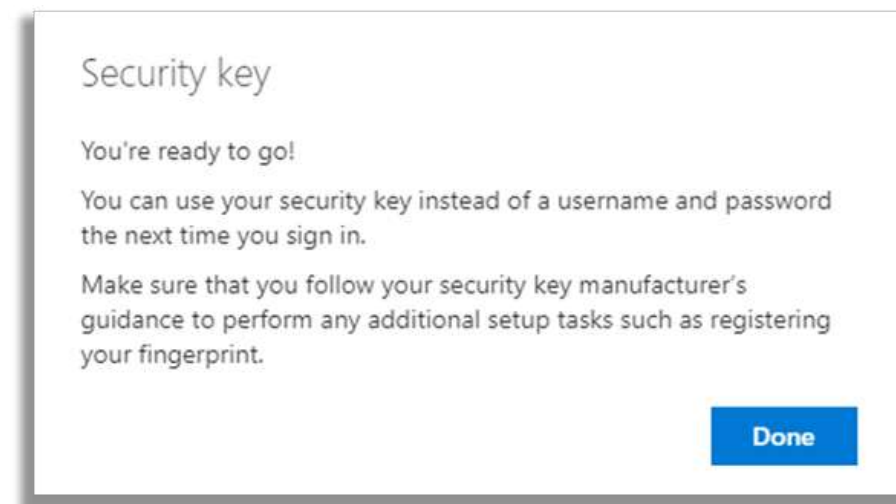 Security key
You're ready to go!
You can use your security key instead of a username and password
the next time you sign in.
Make sure that you follow your security key manufacturer's
guidance to perform any additional setup tasks such as registering
your fingerprint.
Done